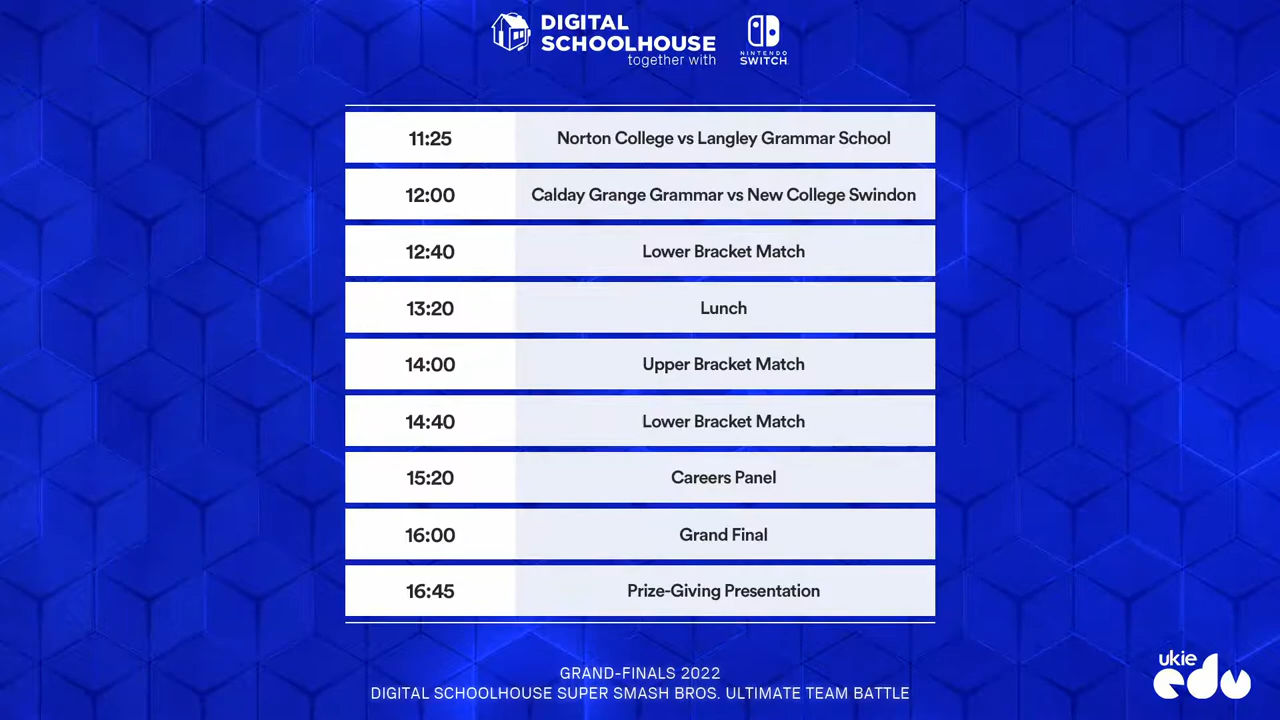 DIGITAL
SCHOOLHOUSE
together with
NINTENDO
SWITCH
11:25 Norton College vs Langley Grammar School
12:00 Calday Grange Grammar vs New College Swindon
12:40 Lower Bracket Match
13:20 Lunch
14:00 Upper Bracket Match
14:40 Lower Bracket Match
15:20 Careers Panel
16:00 Grand Final
16:45 Prize-Giving Presentation
GRAND-FINALS 2022
DIGITAL SCHOOLHOUSE SUPER SMASH BROS. ULTIMATE TEAM BATTLE
ukie
edu